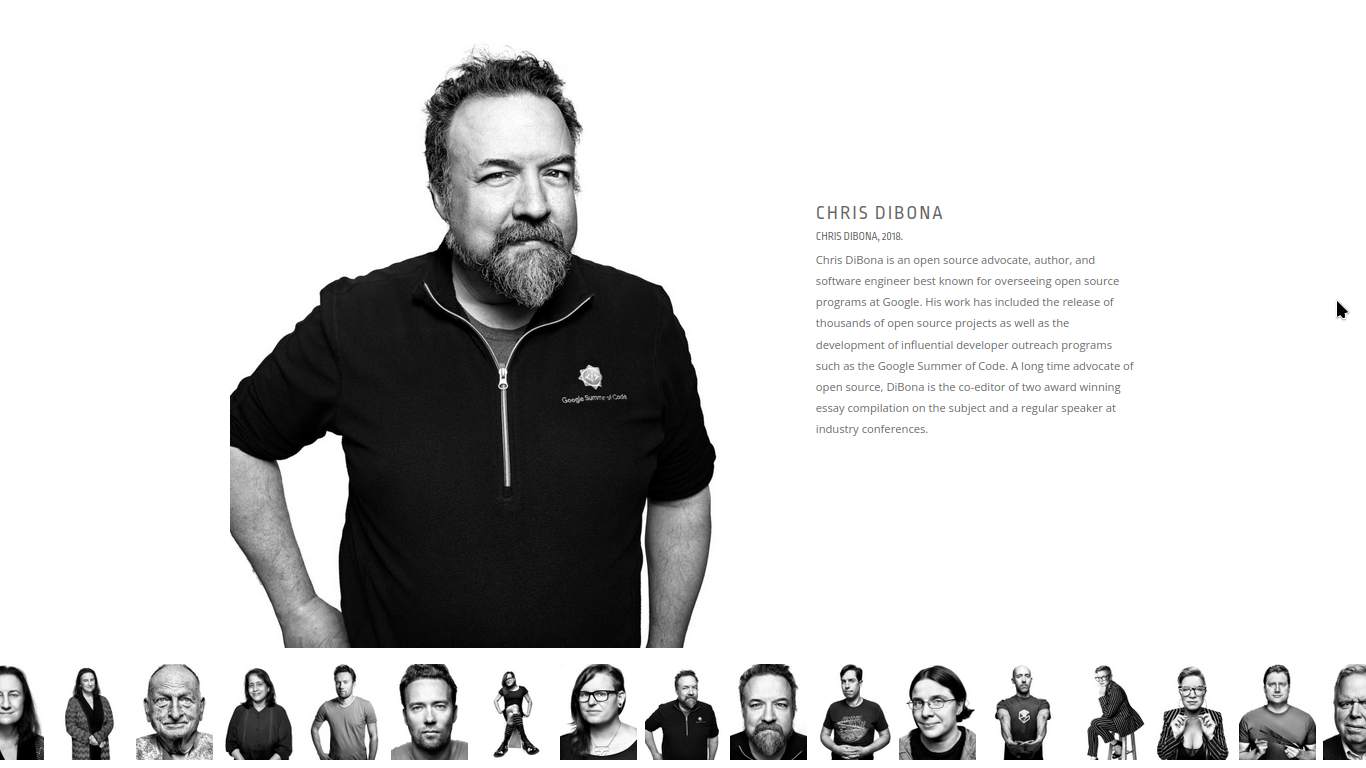 CHRIS DIBONA
CHRIS DIBONA, 2018.
Chris DiBona is an open source advocate, author, and
software engineer best known for overseeing open source
programs at Google. His work has included the release of
thousands of open source projects as well as the
development of influential developer outreach programs
such as the Google Summer of Code. A long time advocate of
open source, DiBona is the co-editor of two award winning
essay compilation on the subject and a regular speaker at
industry conferences.
Google Summer of Code